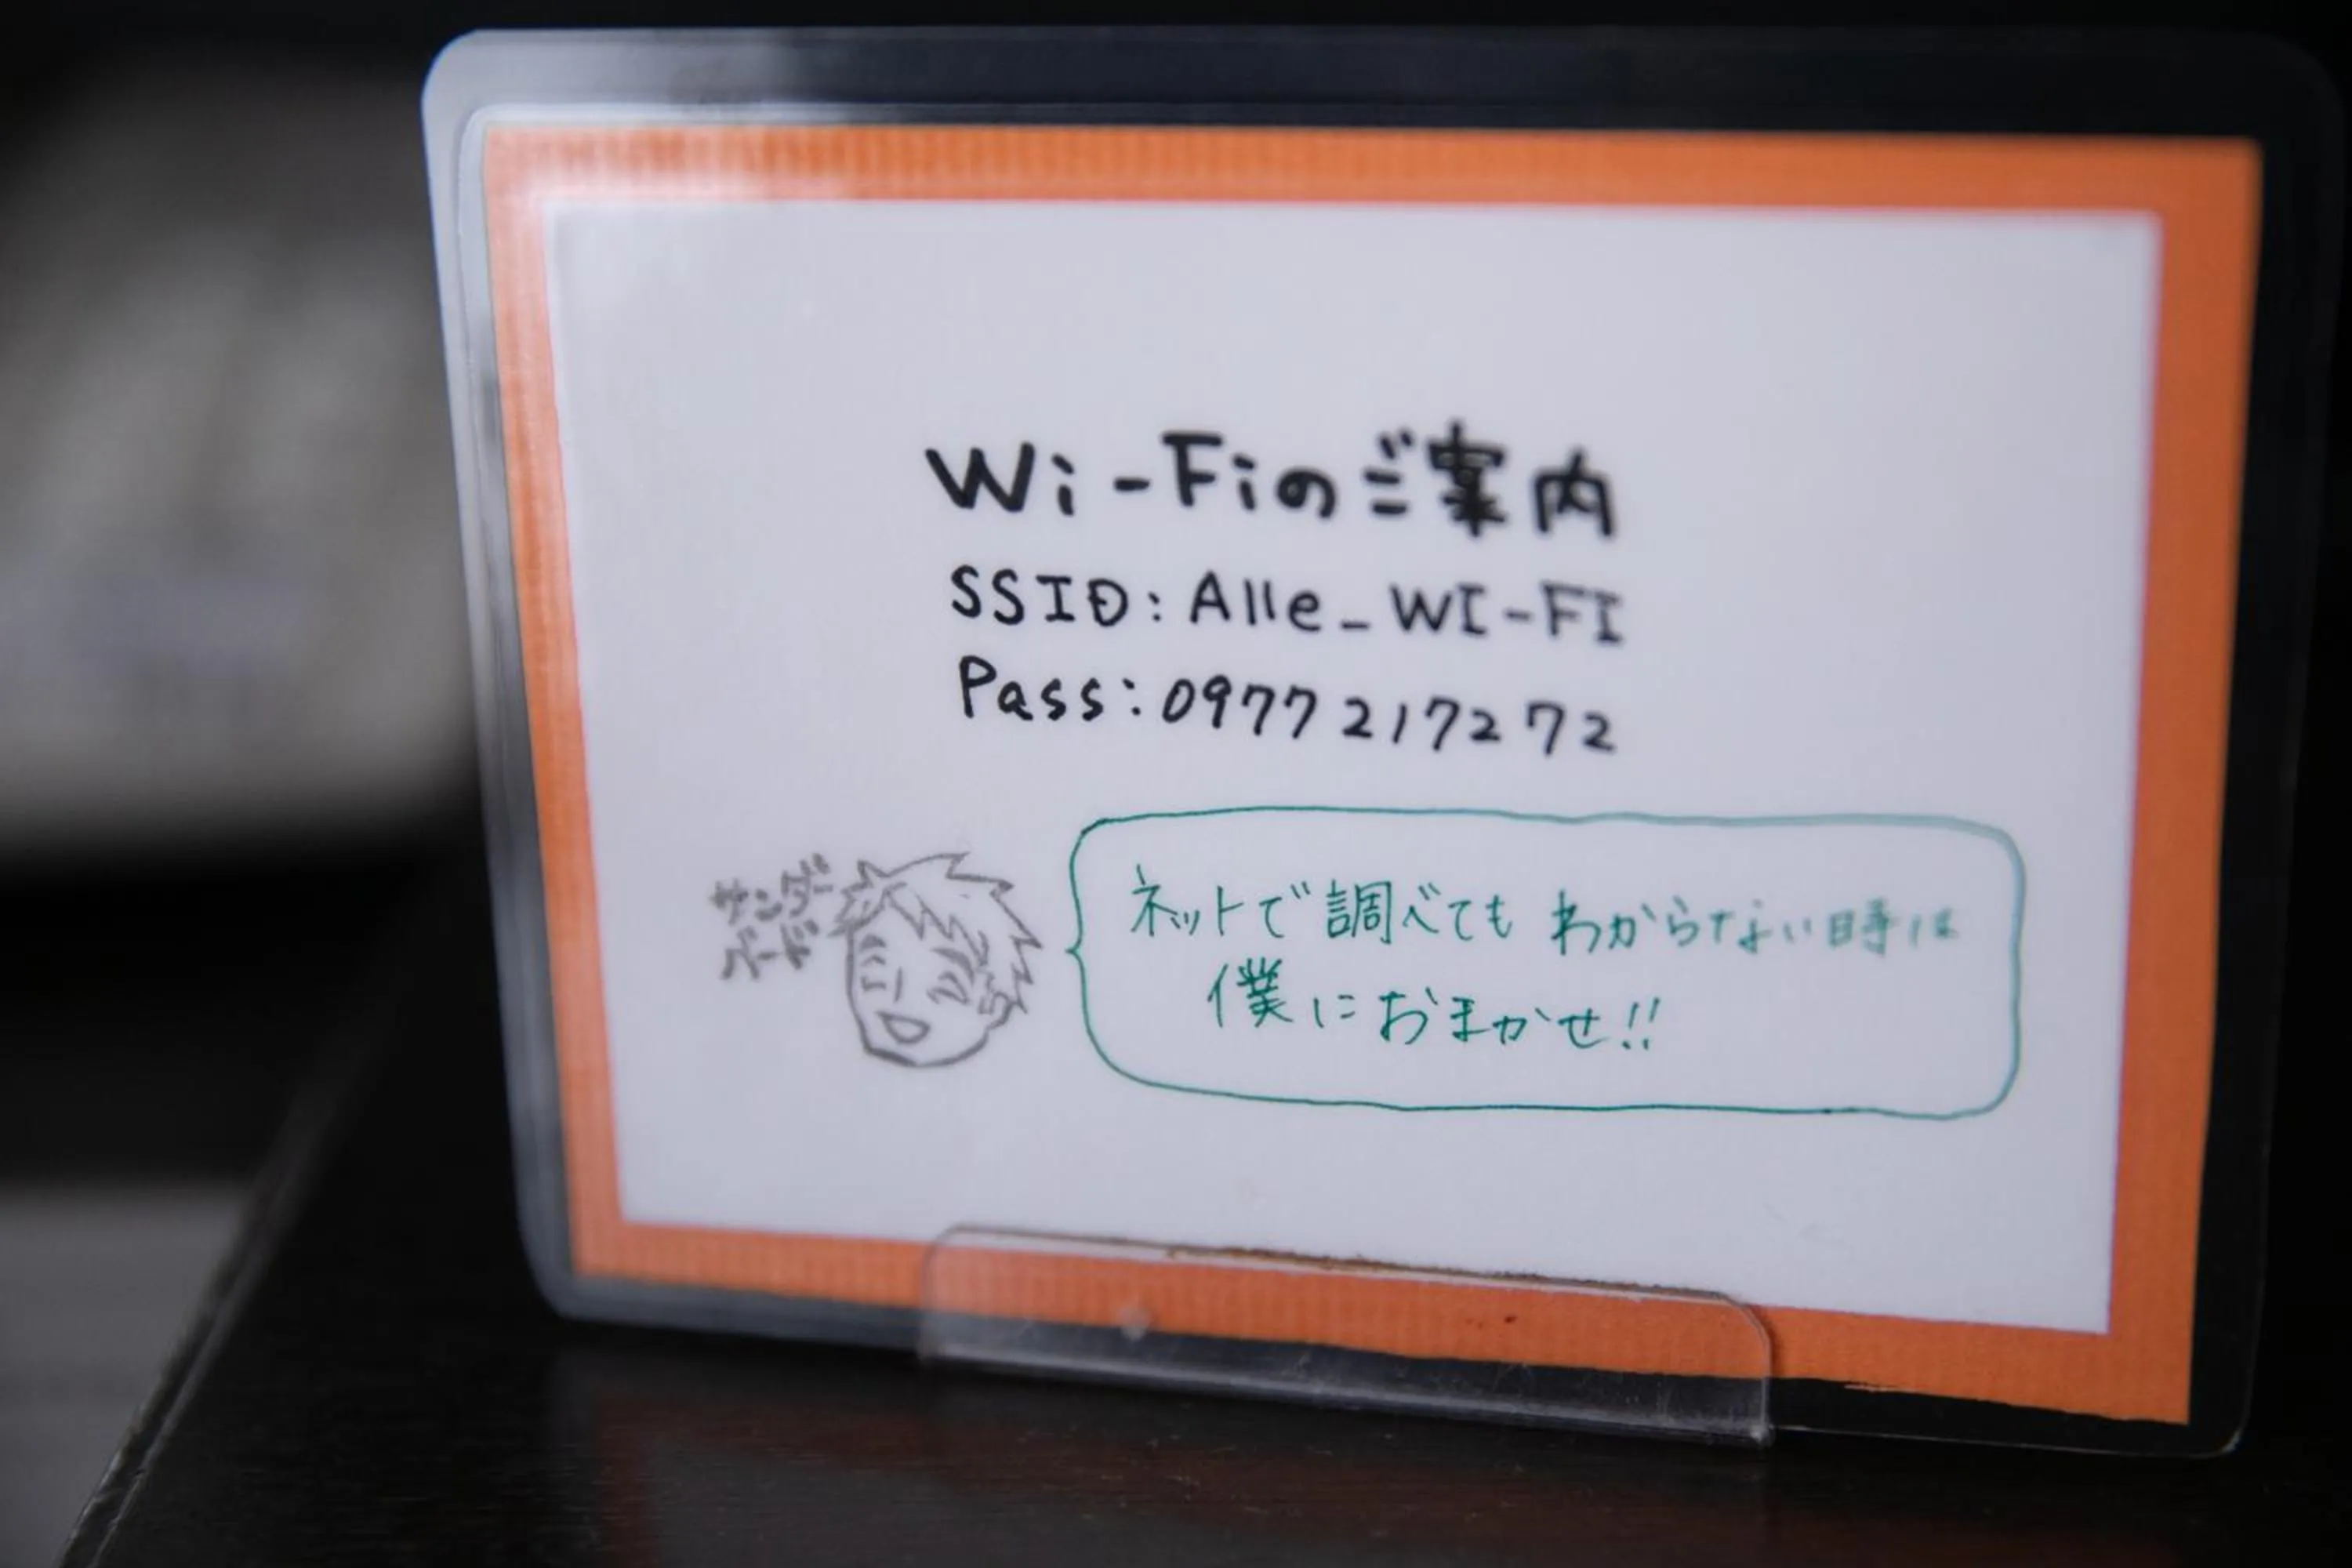 Wi-Fiのご案内
SSID: Alle_WI-FI
Pass: 0977217272
サンダー
バード
ネットで調べてもわからない時は
僕におまかせ!!